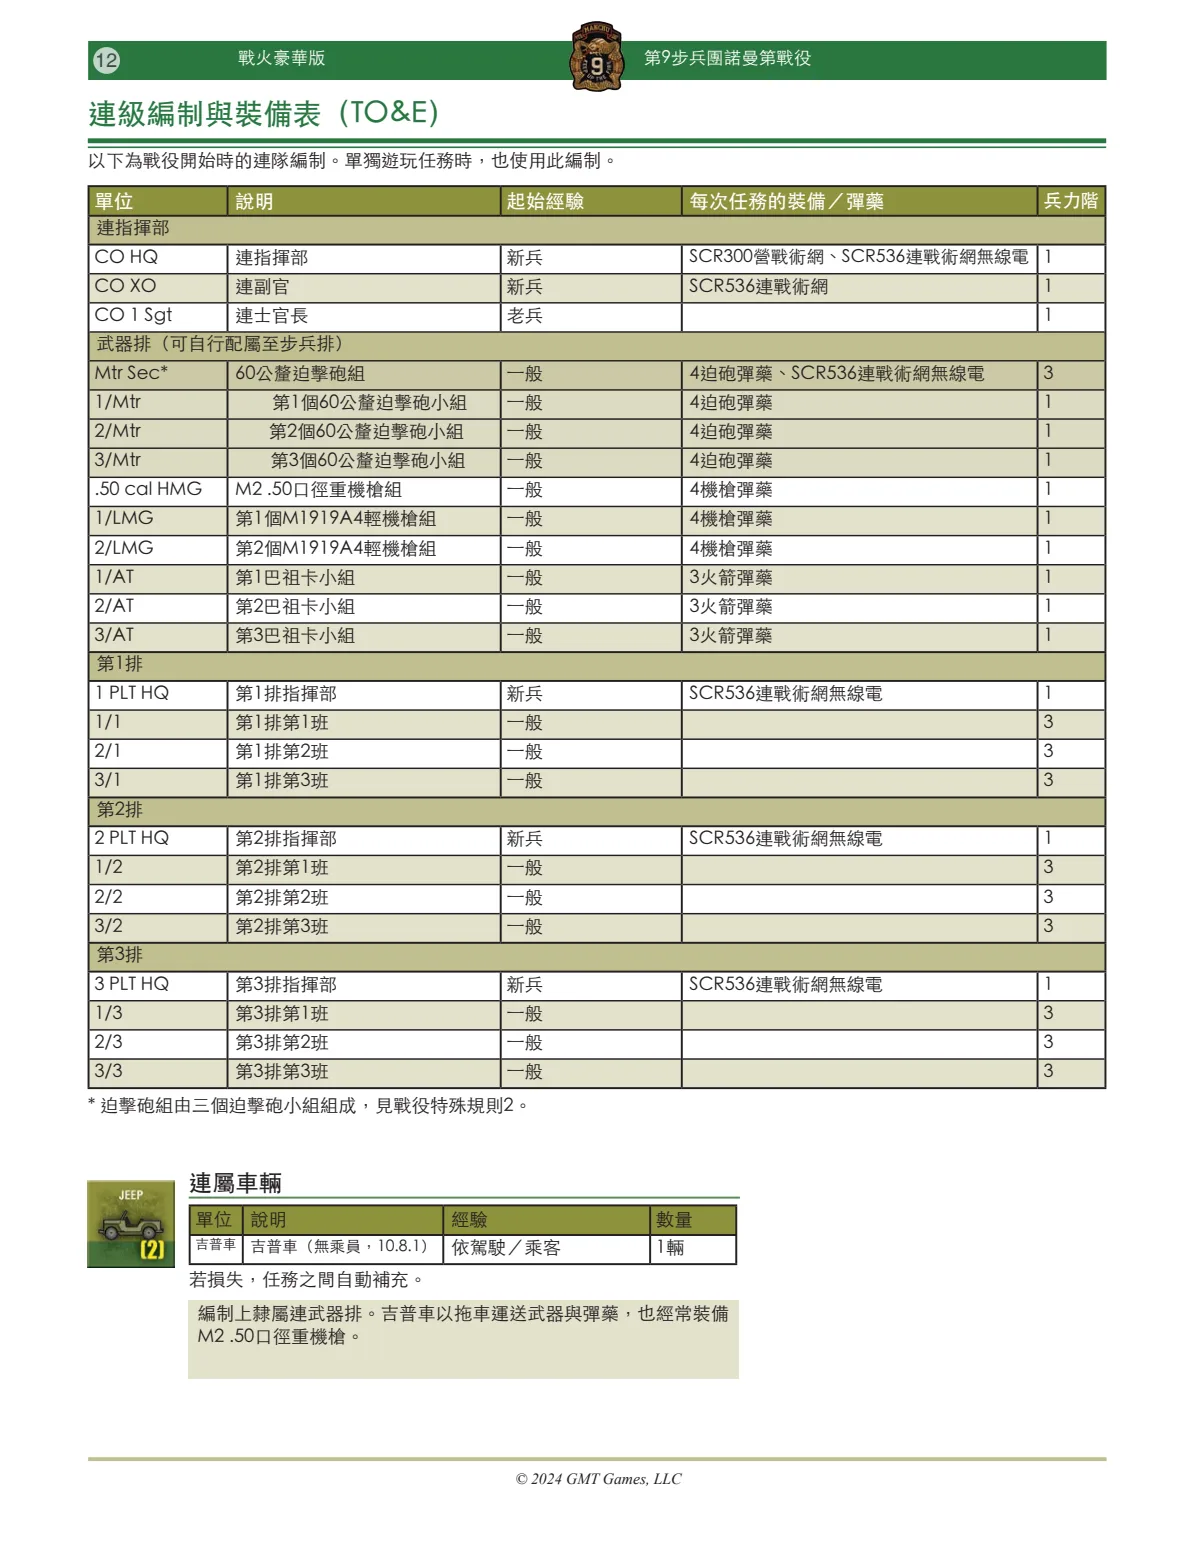 12 戰火豪華版 MANCHU 9 第9步兵團諾曼第戰役
連級編制與裝備表（TO&E）
以下為戰役開始時的連隊編制。單獨遊玩任務時，也使用此編制。
單位 說明 起始經驗 每次任務的裝備／彈藥 兵力階
連指揮部
CO HQ 連指揮部 新兵 SCR300營戰術網、SCR536連戰術網無線電 1
CO XO 連副官 新兵 SCR536連戰術網 1
CO 1 Sgt 連士官長 老兵 1
武器排（可自行配屬至步兵排）
Mtr Sec* 60公釐迫擊砲組 一般 4迫砲彈藥、SCR536連戰術網無線電 3
1/Mtr 第1個60公釐迫擊砲小組 一般 4迫砲彈藥 1
2/Mtr 第2個60公釐迫擊砲小組 一般 4迫砲彈藥 1
3/Mtr 第3個60公釐迫擊砲小組 一般 4迫砲彈藥 1
.50 cal HMG M2 .50口徑重機槍組 一般 4機槍彈藥 1
1/LMG 第1個M1919A4輕機槍組 一般 4機槍彈藥 1
2/LMG 第2個M1919A4輕機槍組 一般 4機槍彈藥 1
1/AT 第1巴祖卡小組 一般 3火箭彈藥 1
2/AT 第2巴祖卡小組 一般 3火箭彈藥 1
3/AT 第3巴祖卡小組 一般 3火箭彈藥 1
第1排
1 PLT HQ 第1排指揮部 新兵 SCR536連戰術網無線電 1
1/1 第1排第1班 一般 3
2/1 第1排第2班 一般 3
3/1 第1排第3班 一般 3
第2排
2 PLT HQ 第2排指揮部 新兵 SCR536連戰術網無線電 1
1/2 第2排第1班 一般 3
2/2 第2排第2班 一般 3
3/2 第2排第3班 一般 3
第3排
3 PLT HQ 第3排指揮部 新兵 SCR536連戰術網無線電 1
1/3 第3排第1班 一般 3
2/3 第3排第2班 一般 3
3/3 第3排第3班 一般 3
* 迫擊砲組由三個迫擊砲小組組成，見戰役特殊規則2。
JEEP
(2)
連屬車輛
單位 說明 經驗 數量
吉普車 吉普車（無乘員，10.8.1） 依駕駛／乘客 1輛
若損失，任務之間自動補充。
編制上隸屬連武器排。吉普車以拖車運送武器與彈藥，也經常裝備
M2 .50口徑重機槍。
© 2024 GMT Games, LLC